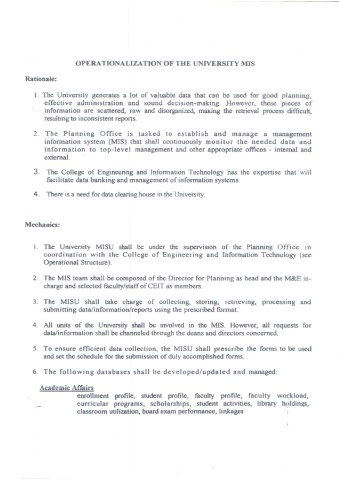 OPERATIONALIZATION OF THE UNIVERSITY MIS
Rationale:
1. The University generates a lot of valuable data that can be used for good planning,
effective administration and sound decision-making. However, these pieces of
information are scattered, raw and disorganized, making the retrieval process difficult,
resulting to inconsistent reports.
2. The Planning Office is tasked to establish and manage a management
information system (MIS) that shall continuously monitor the needed data and
information to top-level management and other appropriate offices - internal and
external.
3. The College of Engineering and Information Technology has the expertise that will
facilitate data banking and management of information systems.
4. There is a need for data clearing house in the University.
Mechanics:
1. The University MISU shall be under the supervision of the Planning Office in
coordination with the College of Engineering and Information Technology (see
Operational Structure).
2. The MIS team shall be composed of the Director for Planning as head and the M&E in-
charge and selected faculty/staff of CEIT as members.
3. The MISU shall take charge of collecting, storing, retrieving, processing and
submitting data/information/reports using the prescribed format.
4. All units of the University shall be involved in the MIS. However, all requests for
data/information shall be channeled through the deans and directors concerned.
5. To ensure efficient data collection, the MISU shall prescribe the forms to be used
and set the schedule for the submission of duly accomplished forms.
6. The following databases shall be developed/updated and managed:
Academic Affairs
enrollment profile, student profile, faculty profile, faculty workload,
curricular programs, scholarships, student activities, library holdings,
classroom utilization, board exam performance, linkages